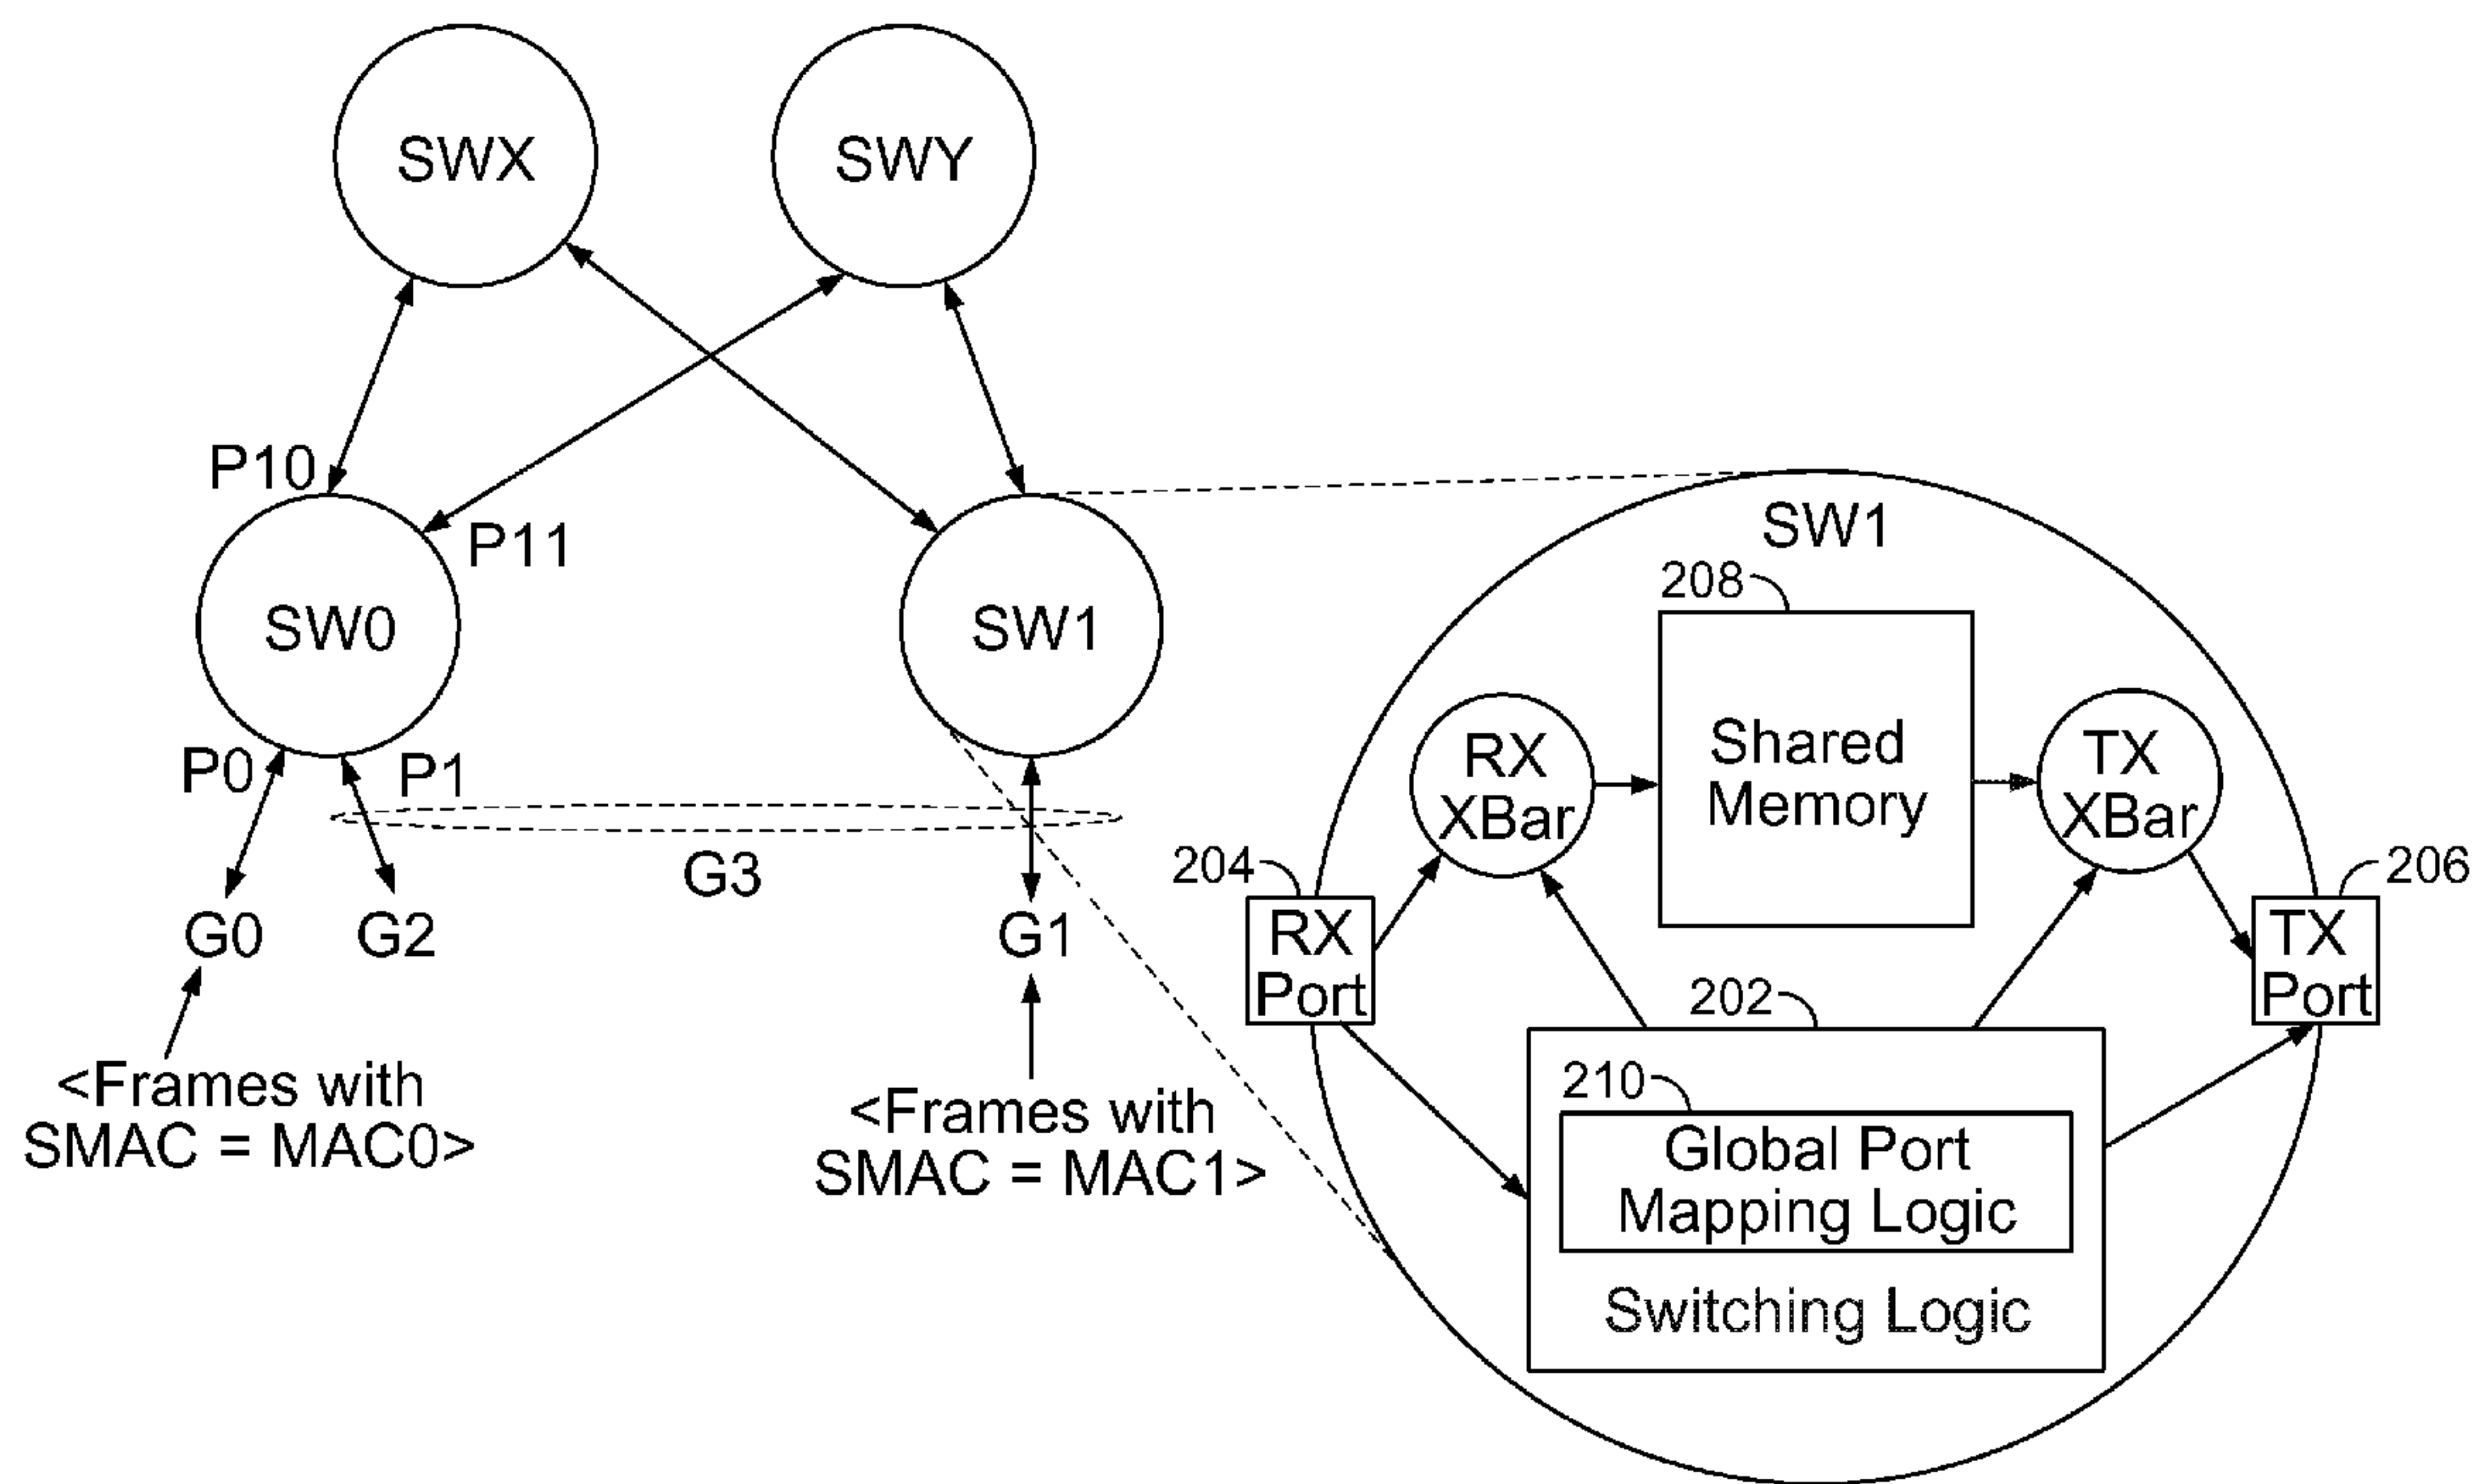 SWX
SWY
P10
P11
SW0
SW1
P0
P1
G3
G0
G2
G1
<Frames with
SMAC = MAC0>
<Frames with
SMAC = MAC1>
SW1
208
Shared
Memory
RX
XBar
TX
XBar
204
RX
Port
206
TX
Port
202
210
Global Port
Mapping Logic
Switching Logic